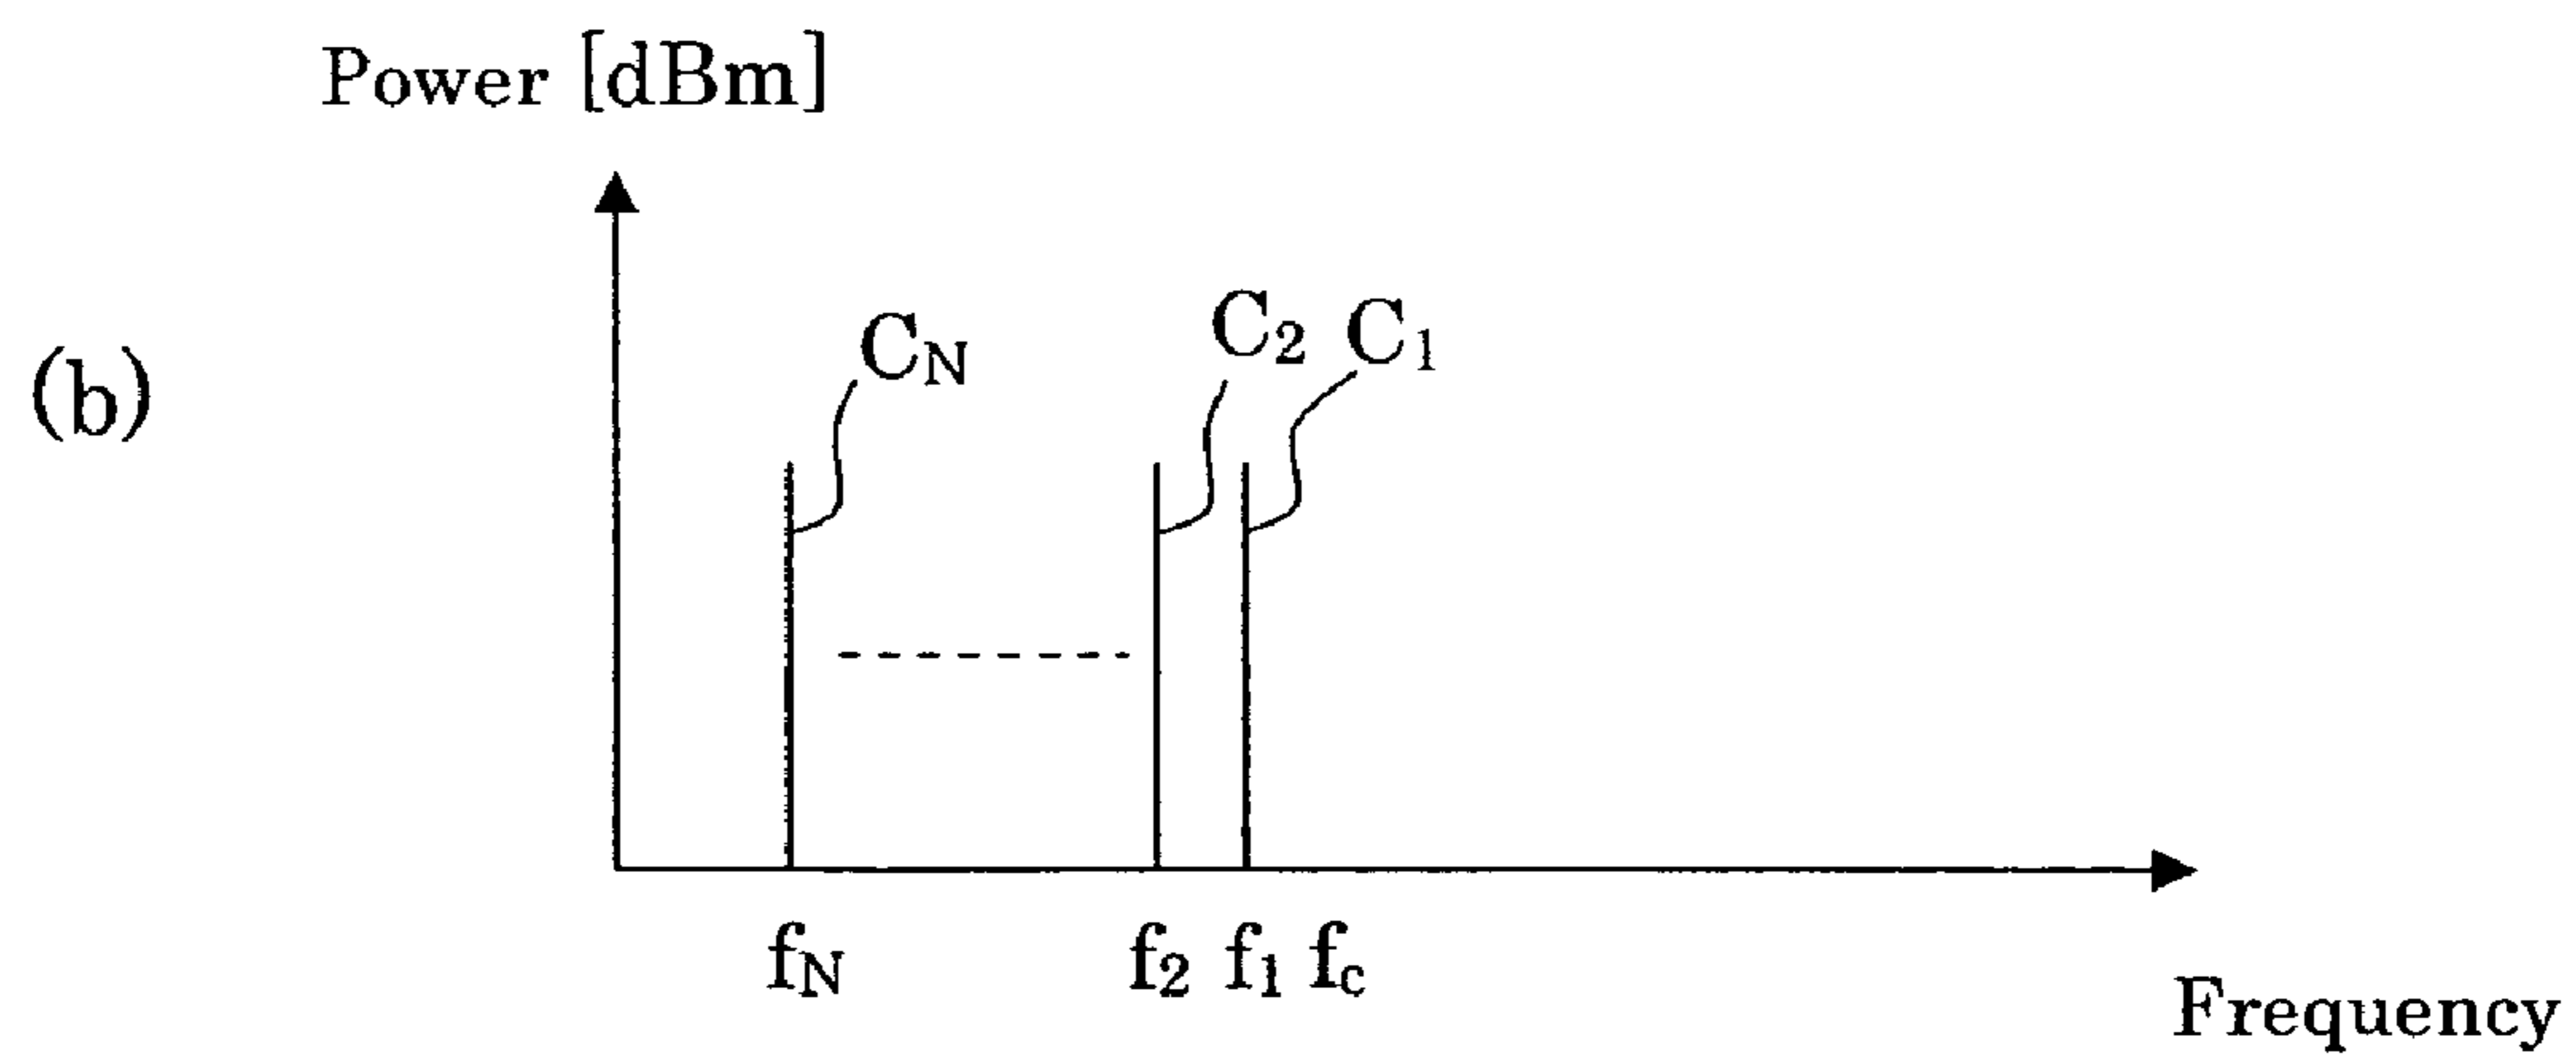 Power [dBm]
(b)
C_N C_2 C_1
f_N f_2 f_1 f_c
Frequency